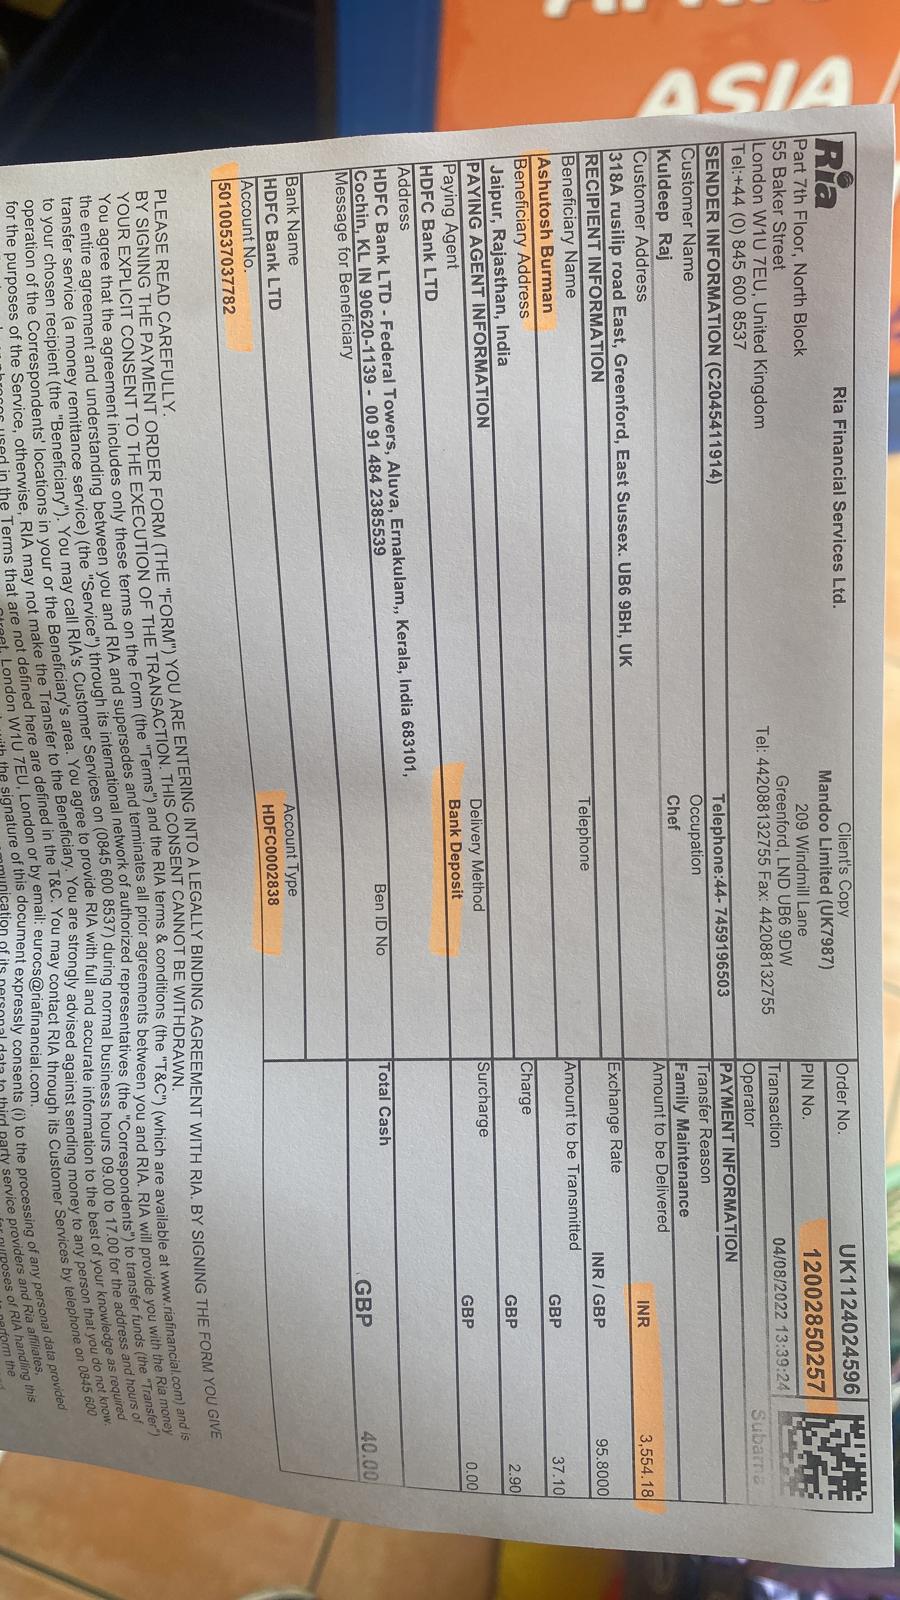 ASIA
Ria
Ria Financial Services Ltd.
Part 7th Floor,, North Block
55 Baker Street
London W1U 7EU, United Kingdom
Tel:+44 (0) 845 600 8537
Client's Copy
Mandoo Limited (UK7987)
209 Windmill Lane
Greenford, LND UB6 9DW
Tel: 442088132755 Fax: 442088132755
Order No. UK1124024596
PIN No. 12002850257
Transaction 04/08/2022 13:39:24
Operator Subarna
SENDER INFORMATION (C2045411914) Telephone:44- 7459196503
Customer Name Occupation
Kuldeep Raj Chef
Customer Address
318A rusilip road East, Greenford, East Sussex. UB6 9BH, UK
RECIPIENT INFORMATION
Beneficiary Name Telephone
Ashutosh Burman
Beneficiary Address
Jaipur, Rajasthan, India
PAYING AGENT INFORMATION
Paying Agent Delivery Method
HDFC Bank LTD Bank Deposit
Address
HDFC Bank LTD - Federal Towers, Aluva, Ernakulam,, Kerala, India 683101,
Cochin, KL IN 90620-1139 - 00 91 484 2385539
Ben ID No
Message for Beneficiary
Bank Name Account Type
HDFC Bank LTD HDFC0002838
Account No.
50100537037782
PAYMENT INFORMATION
Transfer Reason
Family Maintenance
Amount to be Delivered
INR 3,554.18
Exchange Rate
INR / GBP 95.8000
Amount to be Transmitted
GBP 37.10
Charge
GBP 2.90
Surcharge
GBP 0.00
Total Cash
GBP 40.00
PLEASE READ CAREFULLY.
BY SIGNING THE PAYMENT ORDER FORM (THE "FORM") YOU ARE ENTERING INTO A LEGALLY BINDING AGREEMENT WITH RIA. BY SIGNING THE FORM YOU GIVE
YOUR EXPLICIT CONSENT TO THE EXECUTION OF THE TRANSACTION. THIS CONSENT CANNOT BE WITHDRAWN.
You agree that the agreement includes only these terms on the Form (the "Terms") and the RIA terms & conditions (the "T&C") (which are available at www.riafinancial.com) and is
the entire agreement and understanding between you and RIA and supersedes and terminates all prior agreements between you and RIA. RIA will provide you with the Ria money
transfer service (a money remittance service) (the "Service") through its international network of authorized representatives (the "Correspondents") to transfer funds (the "Transfer")
to your chosen recipient (the "Beneficiary"). You may call RIA's Customer Services on (0845 600 8537) during normal business hours 09.00 to 17.00 for the address and hours of
operation of the Correspondents' locations in your or the Beneficiary's area. You agree to provide RIA with full and accurate information to the best of your knowledge as required
for the purposes of the Service, otherwise, RIA may not make the Transfer to the Beneficiary. You are strongly advised against sending money to any person that you do not know.
used in the Terms that are not defined here are defined in the T&C. You may contact RIA through its Customer Services by telephone on 0845 600
Street, London W1U 7EU, London or by email: eurocs@riafinancial.com.
with the signature of this document expressly consents (i) to the processing of any personal data provided
communication of its personal data to third party service providers and Ria affiliates,
for purposes of RIA handling this